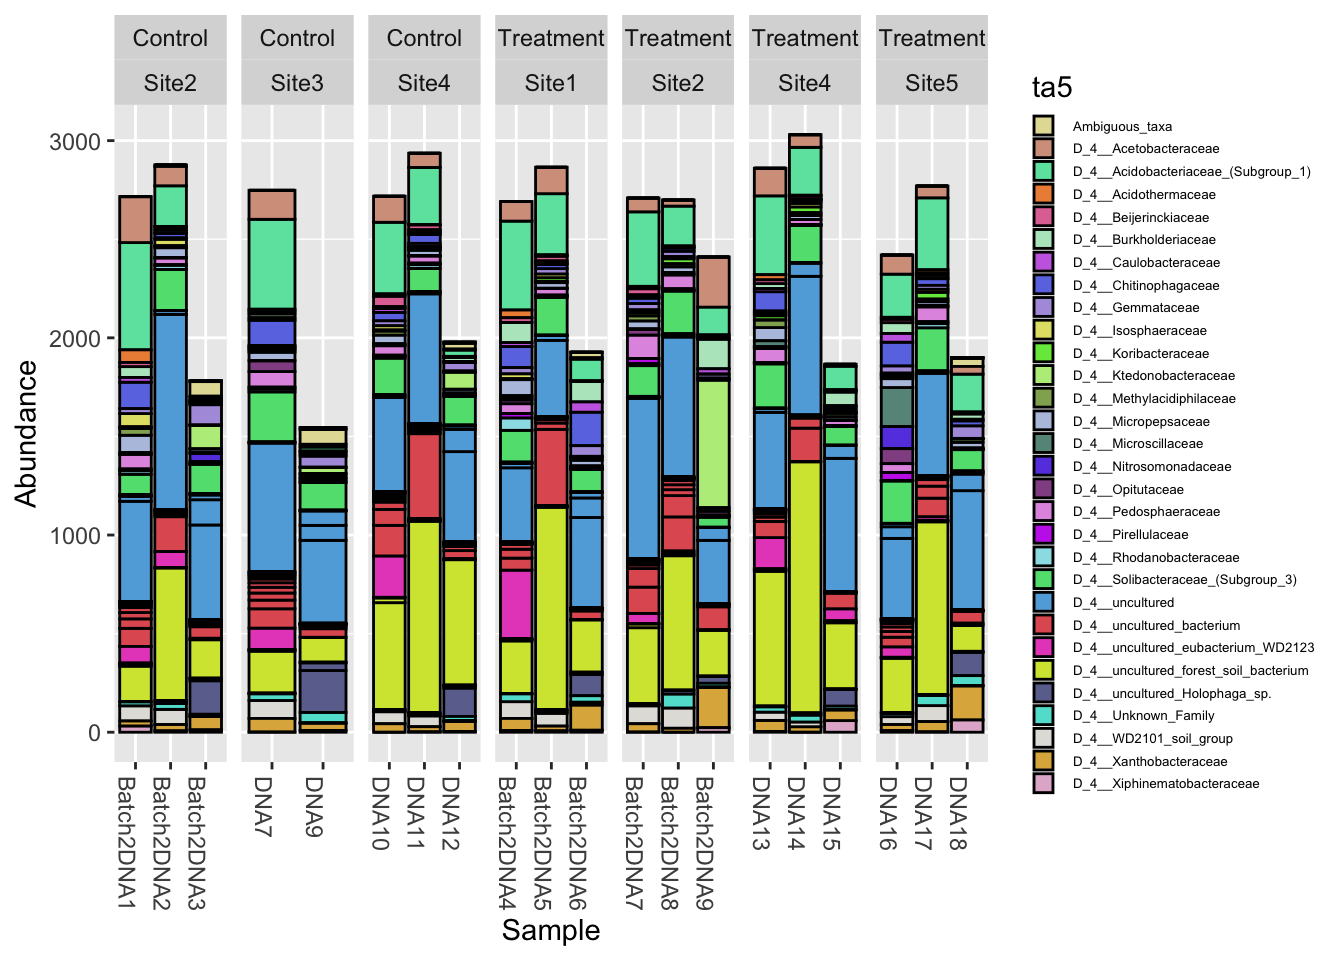 Control Control Control Treatment Treatment Treatment Treatment
Site2 Site3 Site4 Site1 Site2 Site4 Site5
ta5
Ambiguous_taxa
D_4__Acetobacteraceae
D_4__Acidobacteriaceae_(Subgroup_1)
D_4__Acidothermaceae
D_4__Beijerinckiaceae
D_4__Burkholderiaceae
D_4__Caulobacteraceae
D_4__Chitinophagaceae
D_4__Gemmataceae
D_4__Isosphaeraceae
D_4__Koribacteraceae
D_4__Ktedonobacteraceae
D_4__Methylacidiphilaceae
D_4__Micropepsaceae
D_4__Microscillaceae
D_4__Nitrosomonadaceae
D_4__Opitutaceae
D_4__Pedosphaeraceae
D_4__Pirellulaceae
D_4__Rhodanobacteraceae
D_4__Solibacteraceae_(Subgroup_3)
D_4__uncultured
D_4__uncultured_bacterium
D_4__uncultured_eubacterium_WD2123
D_4__uncultured_forest_soil_bacterium
D_4__uncultured_Holophaga_sp.
D_4__Unknown_Family
D_4__WD2101_soil_group
D_4__Xanthobacteraceae
D_4__Xiphinematobacteraceae
Abundance
3000
2000
1000
0
Batch2DNA1
Batch2DNA2
Batch2DNA3
DNA7
DNA9
DNA10
DNA11
DNA12
Batch2DNA4
Batch2DNA5
Batch2DNA6
Batch2DNA7
Batch2DNA8
Batch2DNA9
DNA13
DNA14
DNA15
DNA16
DNA17
DNA18
Sample